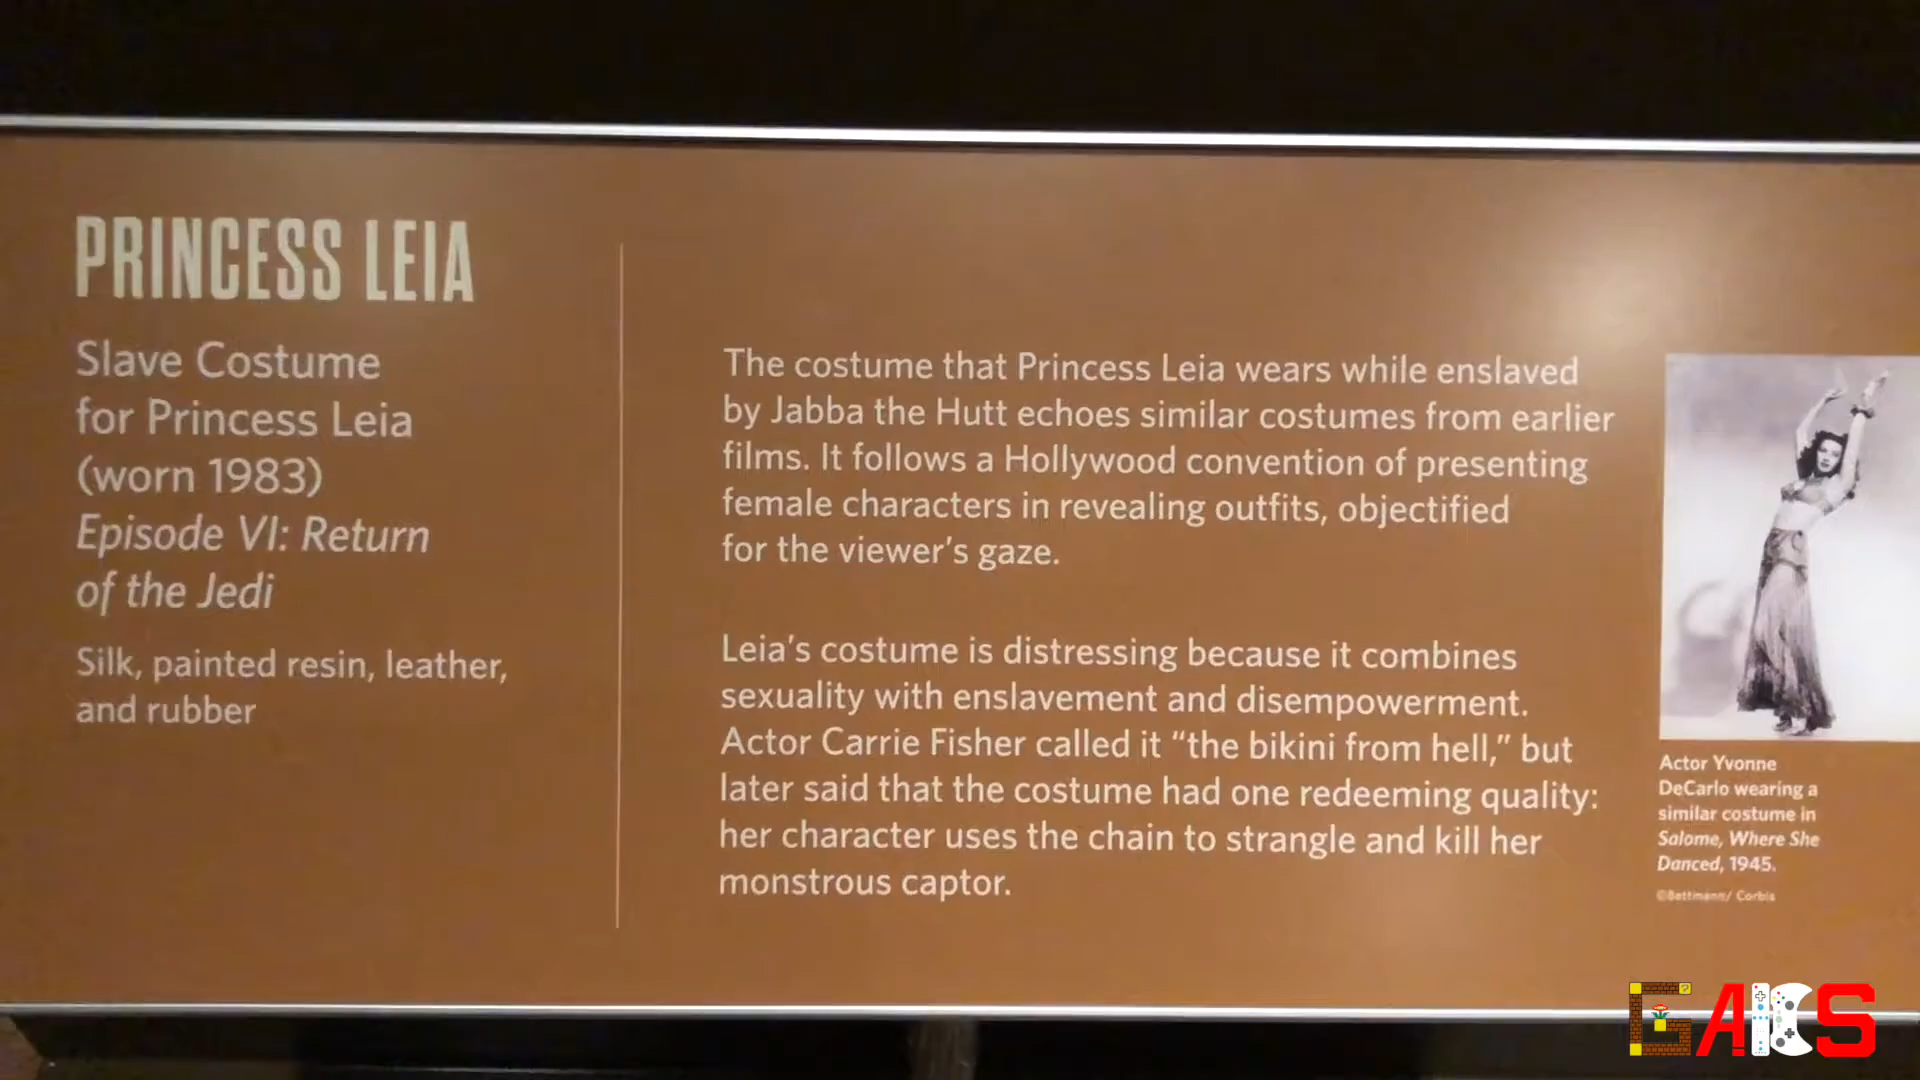 PRINCESS LEIA
Slave Costume
for Princess Leia
(worn 1983)
Episode VI: Return
of the Jedi
Silk, painted resin, leather,
and rubber
The costume that Princess Leia wears while enslaved
by Jabba the Hutt echoes similar costumes from earlier
films. It follows a Hollywood convention of presenting
female characters in revealing outfits, objectified
for the viewer's gaze.
Leia's costume is distressing because it combines
sexuality with enslavement and disempowerment.
Actor Carrie Fisher called it “the bikini from hell,” but
later said that the costume had one redeeming quality:
her character uses the chain to strangle and kill her
monstrous captor.
Actor Yvonne
DeCarlo wearing a
similar costume in
Salome, Where She
Danced, 1945.
©Bettmann/ Corbis